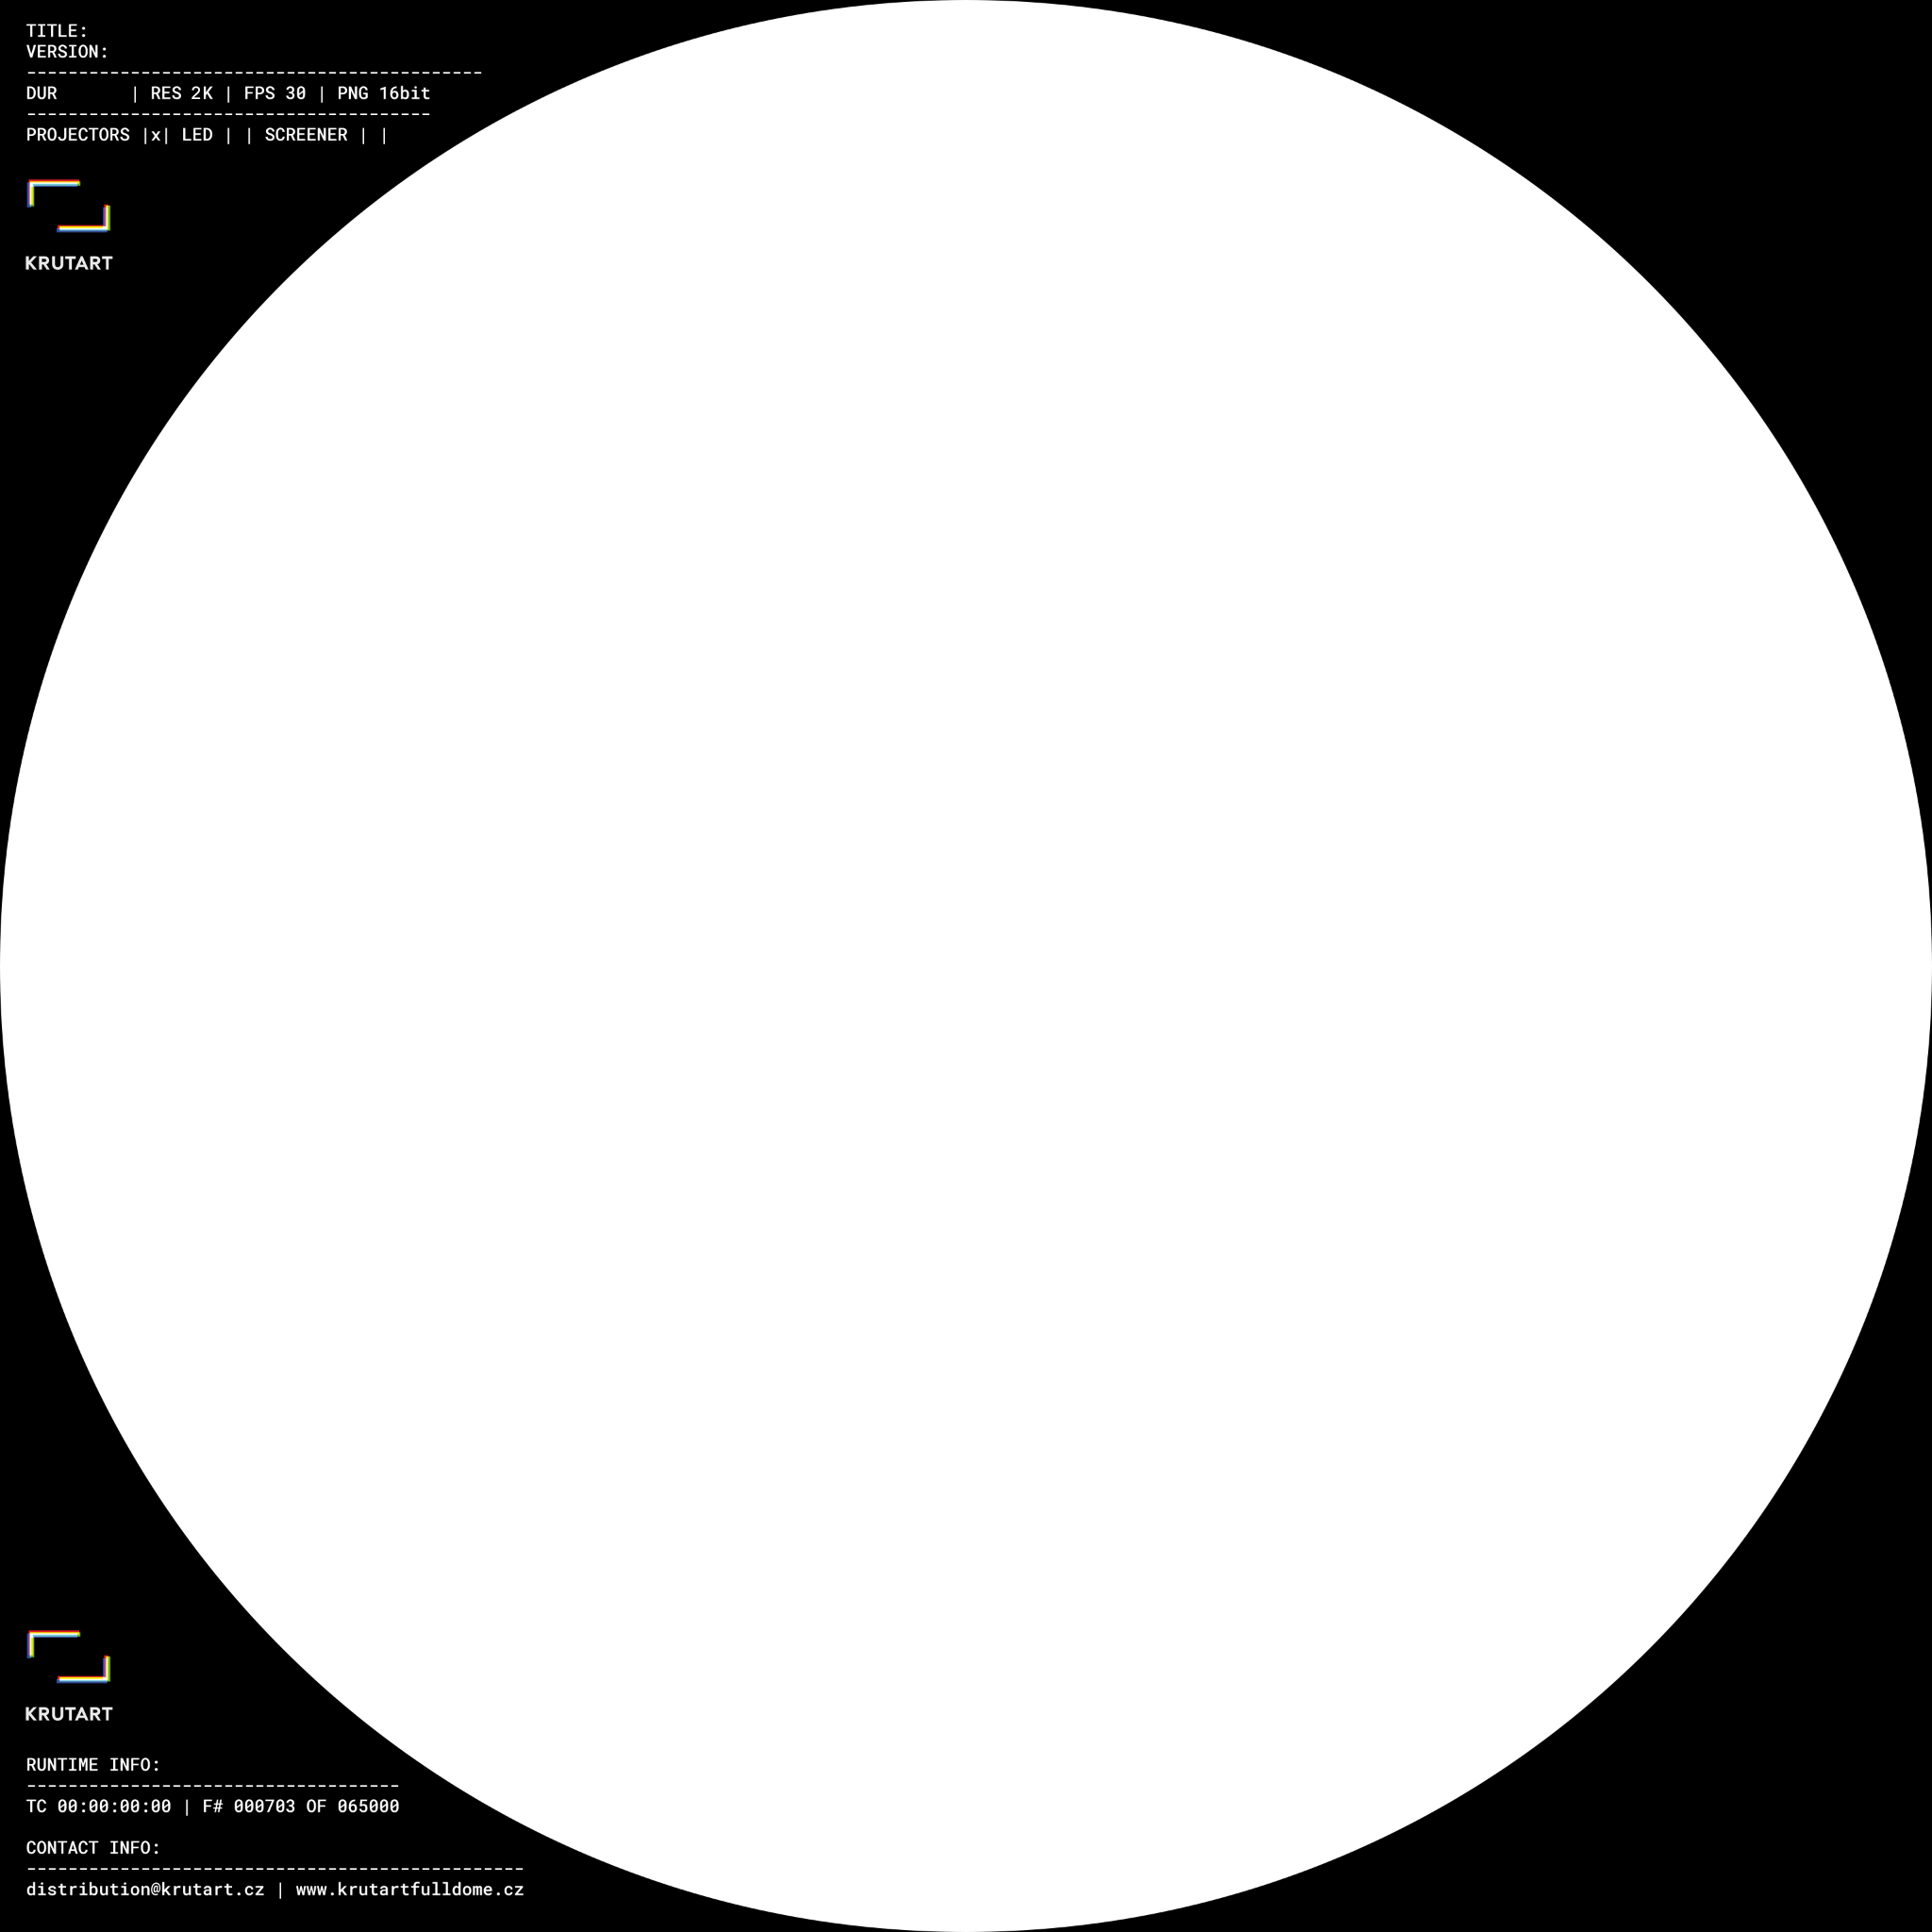 TITLE:
VERSION:
--------------------------------------------
DUR       | RES 2K | FPS 30 | PNG 16bit
---------------------------------------
PROJECTORS |x| LED | | SCREENER | |
KRUTART
KRUTART
RUNTIME INFO:
------------------------------------
TC 00:00:00:00 | F# 000703 OF 065000
CONTACT INFO:
------------------------------------------------
distribution@krutart.cz | www.krutartfulldome.cz